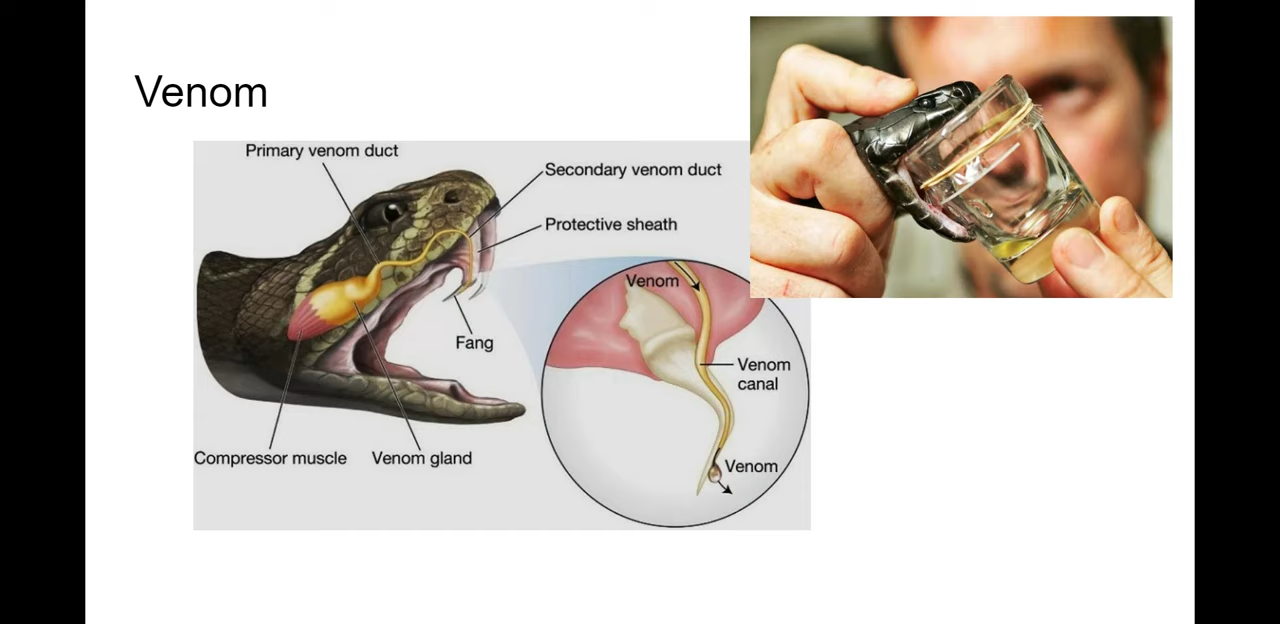 Venom
Primary venom duct
Secondary venom duct
Protective sheath
Venom
Fang
Venom
canal
Compressor muscle
Venom gland
Venom